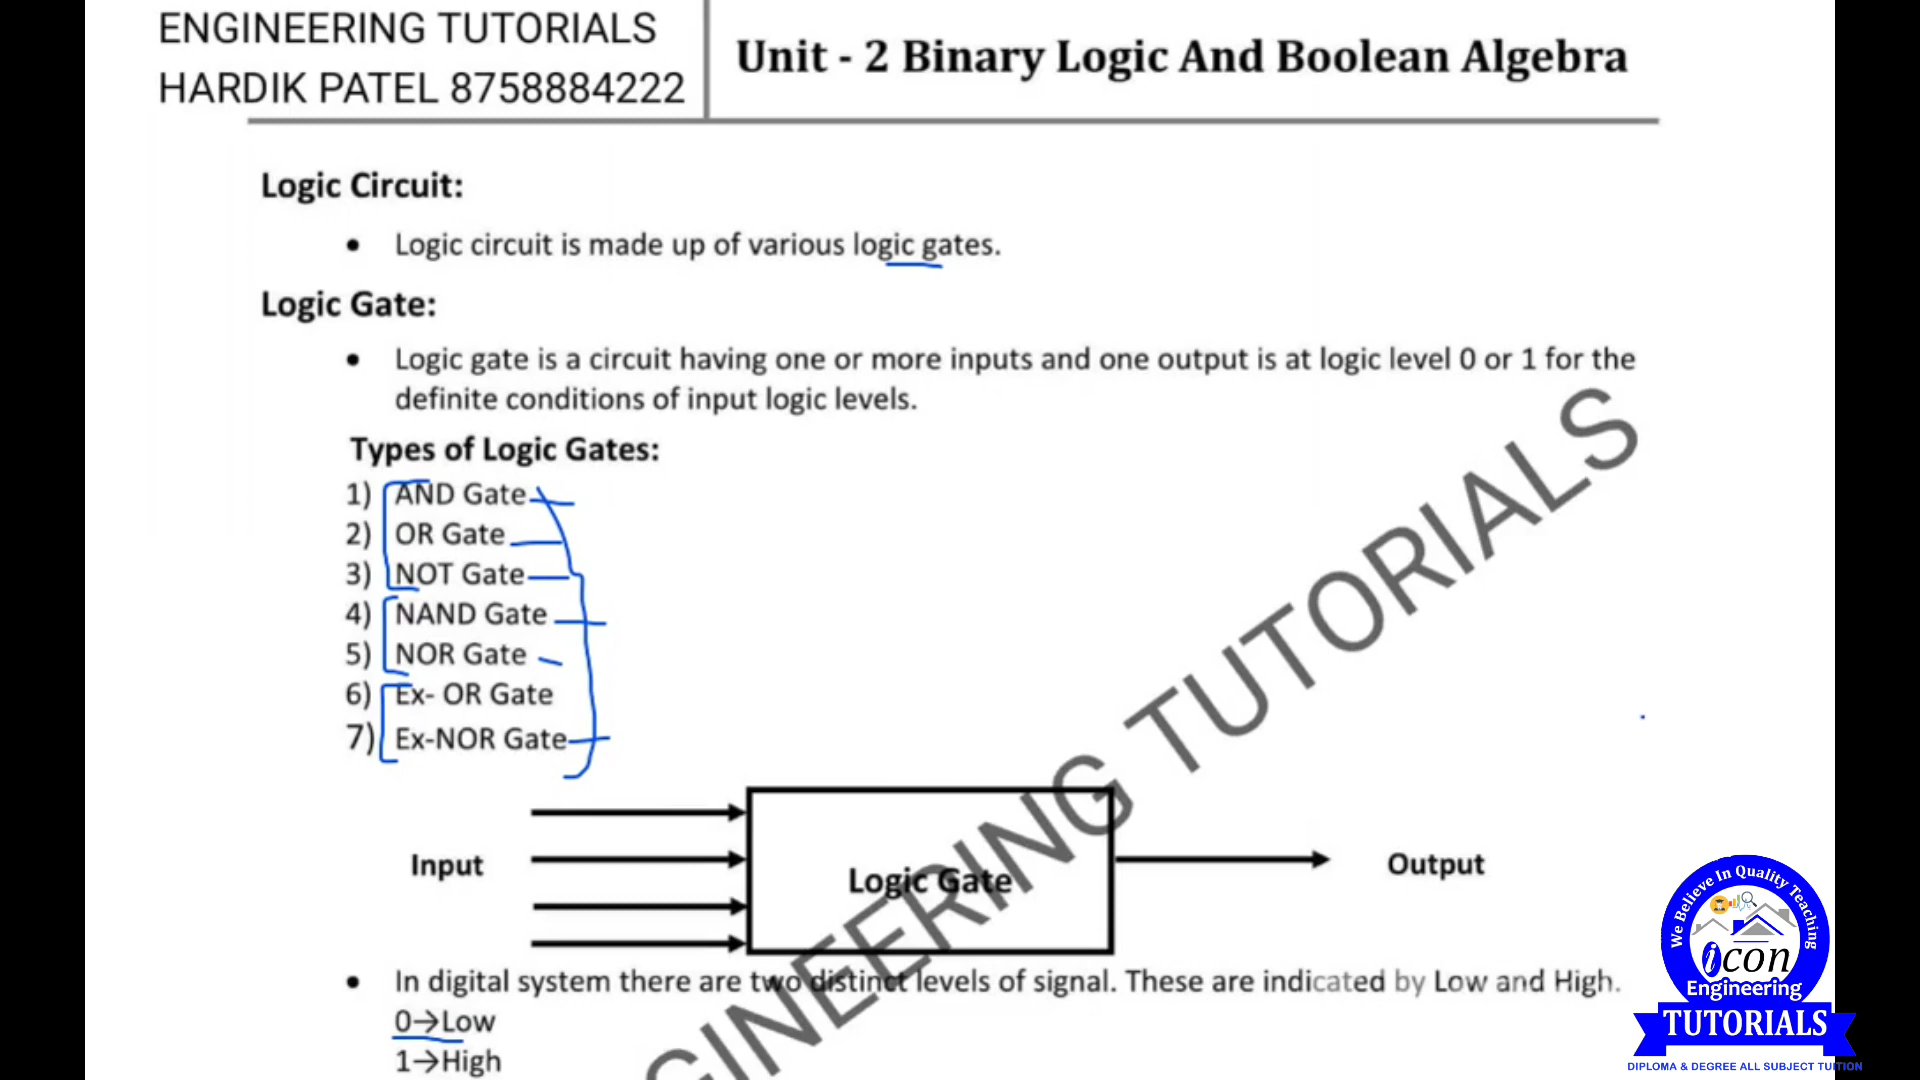 ENGINEERING TUTORIALS
HARDIK PATEL 8758884222
Unit - 2 Binary Logic And Boolean Algebra
Logic Circuit:
• Logic circuit is made up of various logic gates.
Logic Gate:
• Logic gate is a circuit having one or more inputs and one output is at logic level 0 or 1 for the
definite conditions of input logic levels.
Types of Logic Gates:
1) AND Gate
2) OR Gate
3) NOT Gate
4) NAND Gate
5) NOR Gate
6) Ex- OR Gate
7) Ex-NOR Gate
Input
Logic Gate
Output
• In digital system there are two distinct levels of signal. These are indicated by Low and High.
0→Low
1→High
GINEERING TUTORIALS
We Believe In Quality Teaching
icon
Engineering
TUTORIALS
DIPLOMA & DEGREE ALL SUBJECT TUITION